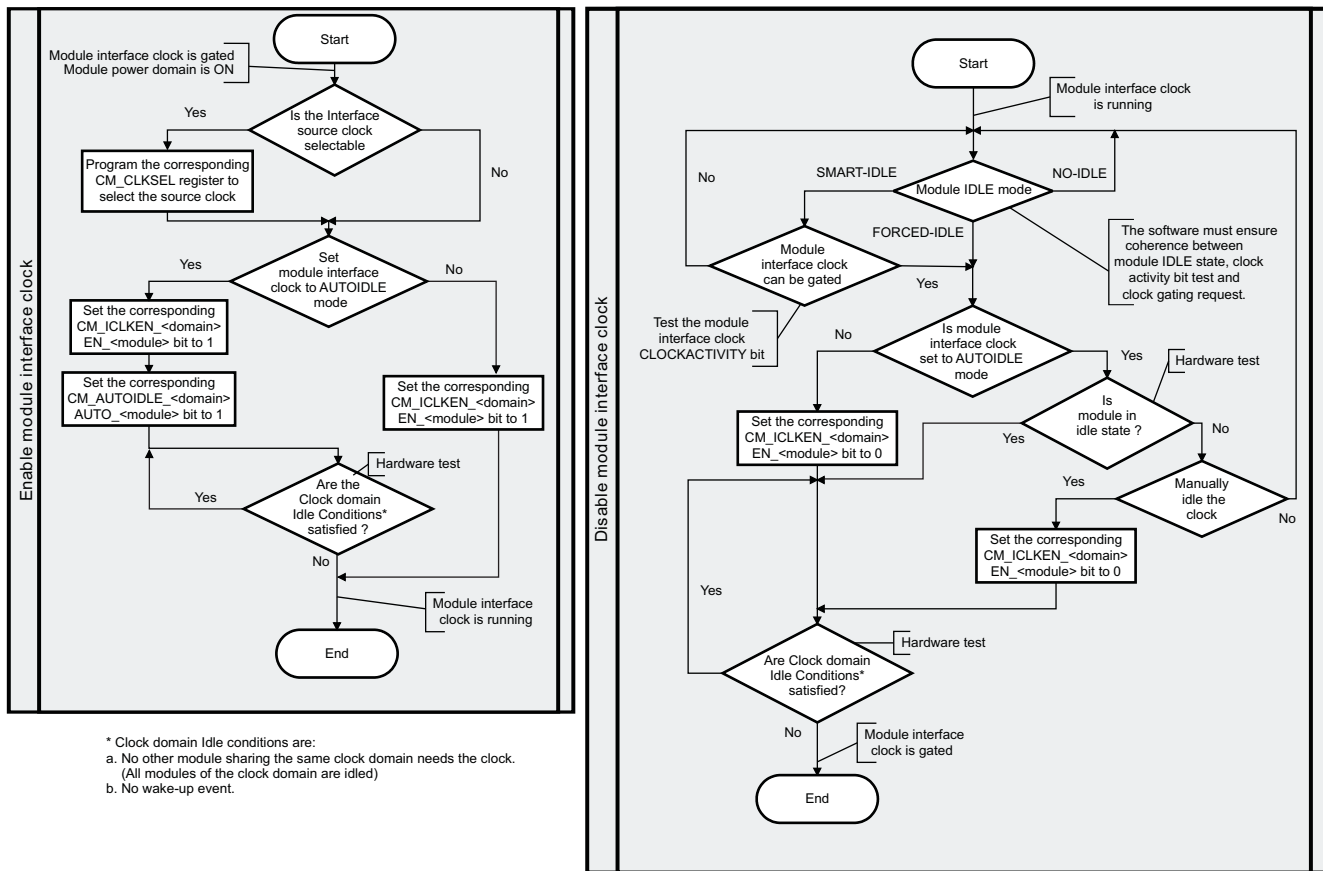 Enable module interface clock
Start
Module interface clock is gated
Module power domain is ON
Yes
Is the Interface
source clock
selectable
No
Program the corresponding
CM_CLKSEL register to
select the source clock
Yes
Set
module interface
clock to AUTOIDLE
mode
No
Set the corresponding
CM_ICLKEN_<domain>
EN_<module> bit to 1
Set the corresponding
CM_AUTOIDLE_<domain>
AUTO_<module> bit to 1
Set the corresponding
CM_ICLKEN_<domain>
EN_<module> bit to 1
Hardware test
Yes
Are the
Clock domain
Idle Conditions*
satisfied ?
No
Module interface
clock is running
End
* Clock domain Idle conditions are:
a. No other module sharing the same clock domain needs the clock.
(All modules of the clock domain are idled)
b. No wake-up event.
Disable module interface clock
Start
Module interface clock
is running
No
SMART-IDLE
Module IDLE mode
NO-IDLE
FORCED-IDLE
The software must ensure
coherence between
module IDLE state, clock
activity bit test and
clock gating request.
Module
interface clock
can be gated
Yes
Test the module
interface clock
CLOCKACTIVITY bit
No
Is module
interface clock
set to AUTOIDLE
mode
Yes
Hardware test
Set the corresponding
CM_ICLKEN_<domain>
EN_<module> bit to 0
Yes
Is
module in
idle state ?
No
Yes
Manually
idle the
clock
No
Set the corresponding
CM_ICLKEN_<domain>
EN_<module> bit to 0
Yes
Hardware test
Are Clock domain
Idle Conditions*
satisfied?
No
Module interface
clock is gated
End